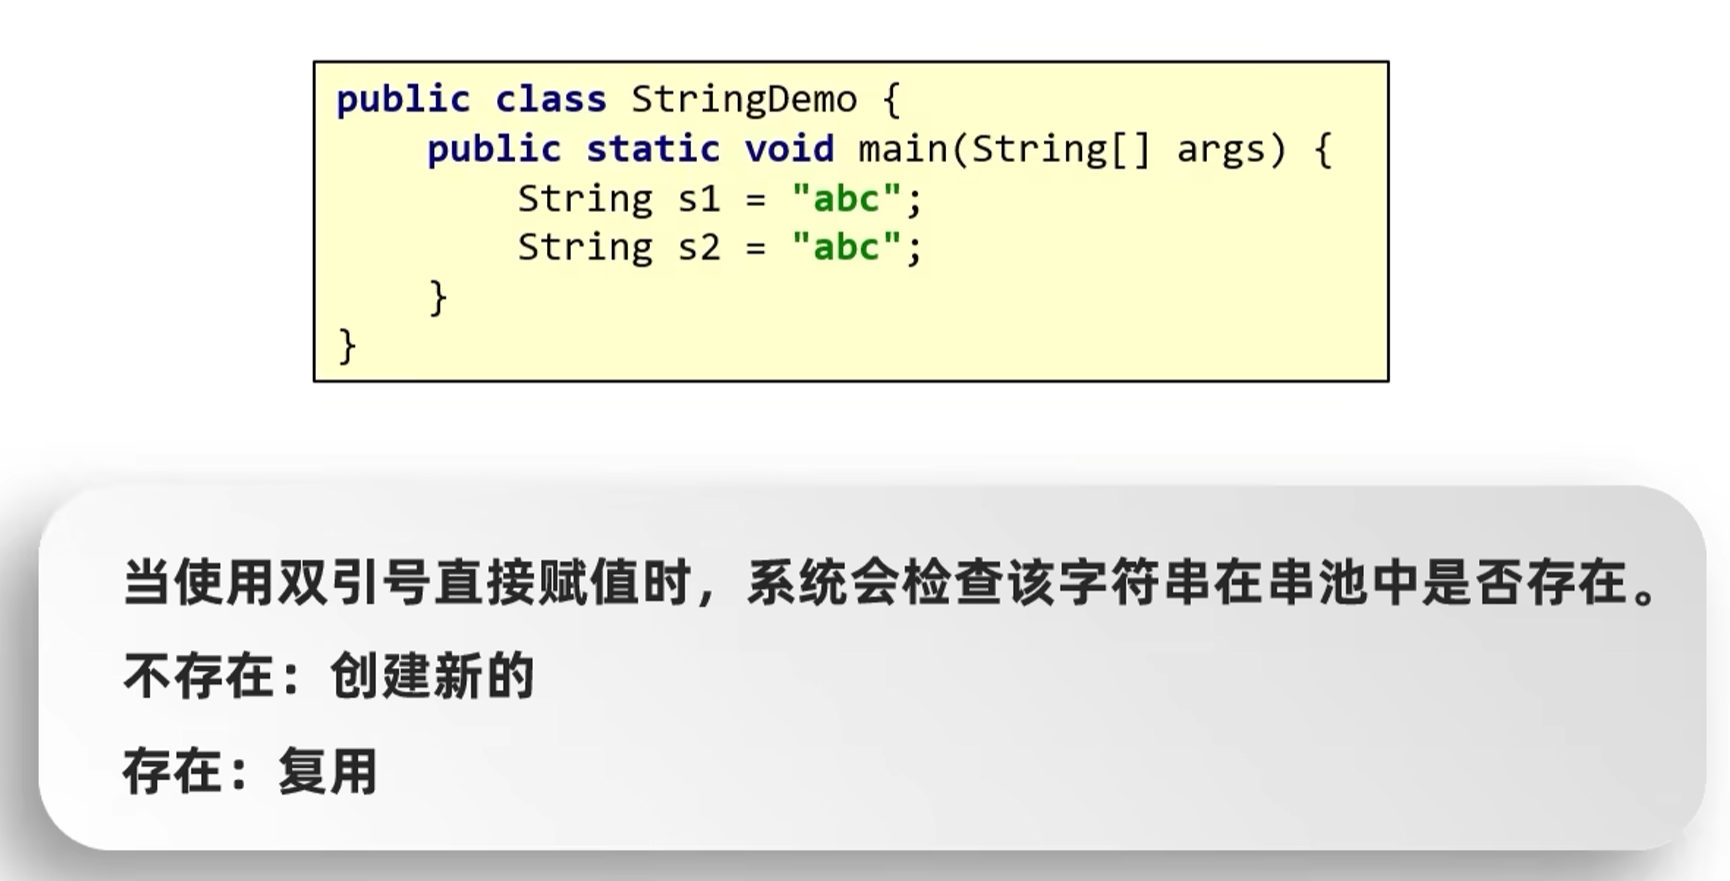 public class StringDemo {
    public static void main(String[] args) {
        String s1 = "abc";
        String s2 = "abc";
    }
}
当使用双引号直接赋值时，系统会检查该字符串在串池中是否存在。
不存在：创建新的
存在：复用